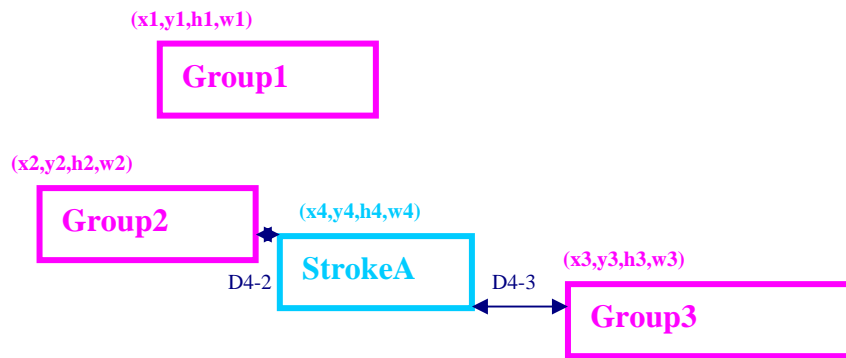 (x1,y1,h1,w1)
Group1
(x2,y2,h2,w2)
Group2
(x4,y4,h4,w4)
StrokeA
D4-2
(x3,y3,h3,w3)
D4-3
Group3